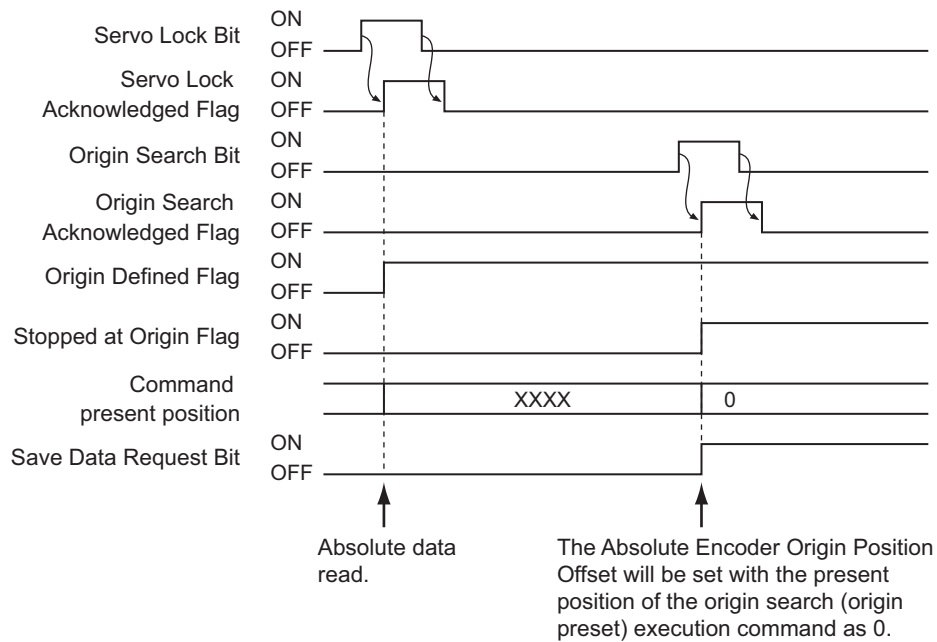 ON
Servo Lock Bit
OFF
Servo Lock
ON
Acknowledged Flag
OFF
ON
Origin Search Bit
OFF
Origin Search
ON
Acknowledged Flag
OFF
ON
Origin Defined Flag
OFF
ON
Stopped at Origin Flag
OFF
Command
present position
XXXX
0
ON
Save Data Request Bit
OFF
Absolute data
read.
The Absolute Encoder Origin Position
Offset will be set with the present
position of the origin search (origin
preset) execution command as 0.